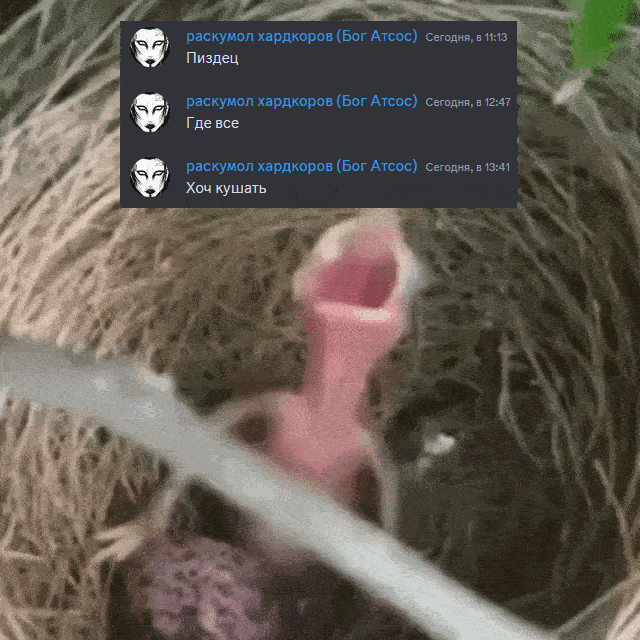 раскумол хардкоров (Бог Атсос) Сегодня, в 11:13
Пиздец
раскумол хардкоров (Бог Атсос) Сегодня, в 12:47
Где все
раскумол хардкоров (Бог Атсос) Сегодня, в 13:41
Хоч кушать